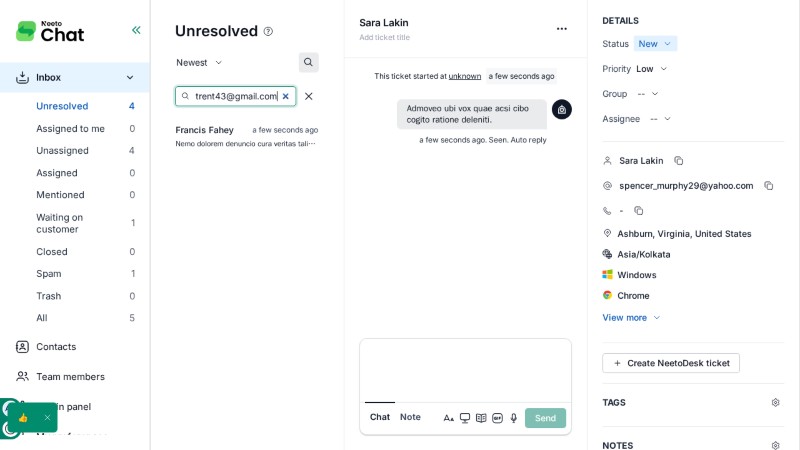 Neeto
Chat
Inbox
Unresolved 4
Assigned to me 0
Unassigned 4
Assigned 0
Mentioned 0
Waiting on
customer 1
Closed 0
Spam 1
Trash 0
All 5
Contacts
Team members
in panel
Unresolved
Newest
trent43@gmail.com
Francis Fahey a few seconds ago
Nemo dolorem denuncio cura veritas tali···
Sara Lakin
Add ticket title
This ticket started at unknown a few seconds ago
Admoveo ubi vox quae acsi cibo
cogito ratione deleniti.
a few seconds ago. Seen. Auto reply
Chat Note
GIF
Send
DETAILS
Status New
Priority Low
Group --
Assignee --
Sara Lakin
spencer_murphy29@yahoo.com
-
Ashburn, Virginia, United States
Asia/Kolkata
Windows
Chrome
View more
+ Create NeetoDesk ticket
TAGS
NOTES